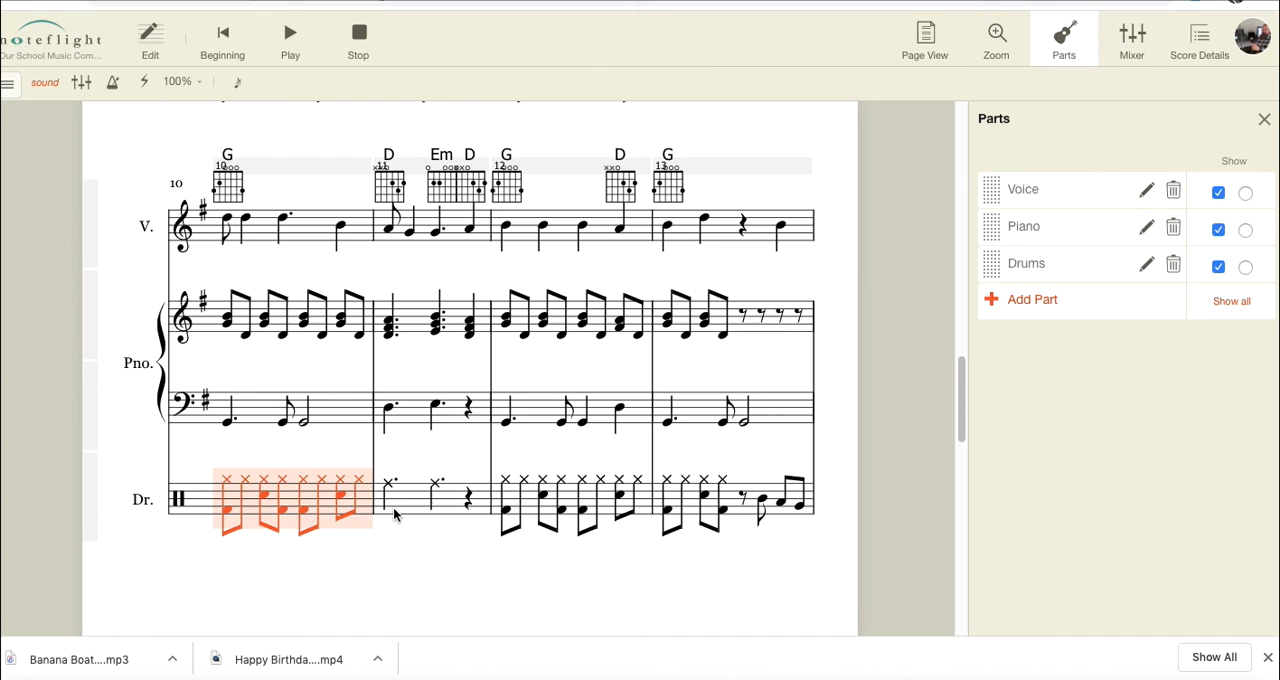 noteflight
Our School Music Com...
Edit
Beginning
Play
Stop
Page View
Zoom
Parts
Mixer
Score Details
sound
100%
Parts
Show
Voice
Piano
Drums
Add Part
Show all
G D Em D G D G
10 11 12 13
10
V.
Pno.
Dr.
Banana Boat....mp3
Happy Birthda....mp4
Show All